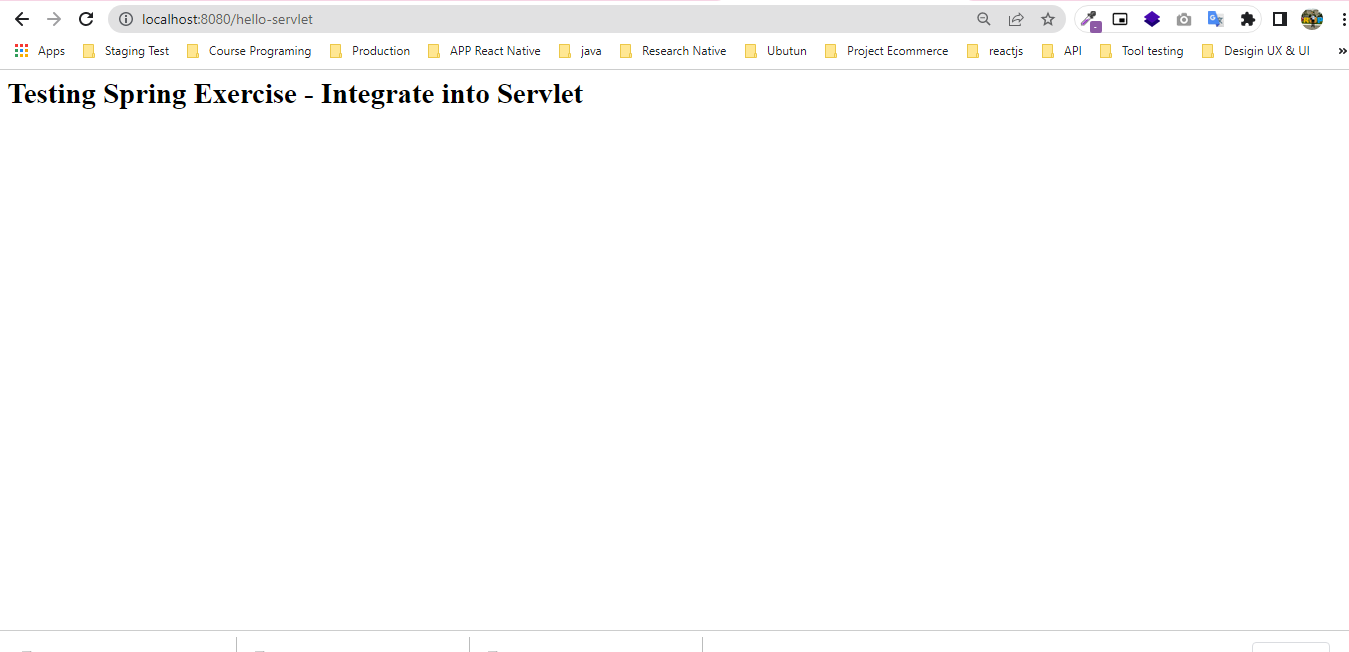 localhost:8080/hello-servlet
Apps Staging Test Course Programing Production APP React Native java Research Native Ubutun Project Ecommerce reactjs API Tool testing Desigin UX & UI »
Testing Spring Exercise - Integrate into Servlet